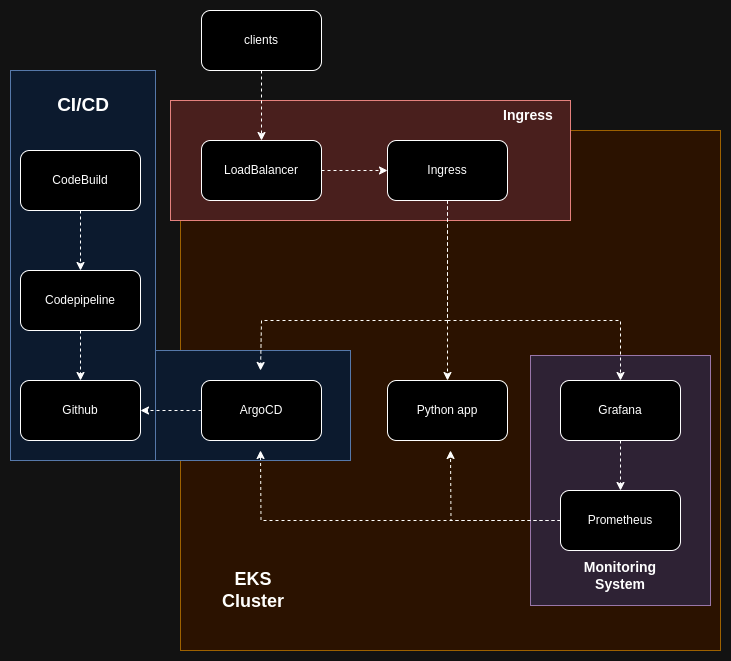 clients
CI/CD
Ingress
LoadBalancer
Ingress
CodeBuild
Codepipeline
Github
ArgoCD
Python app
Grafana
Prometheus
Monitoring
System
EKS
Cluster